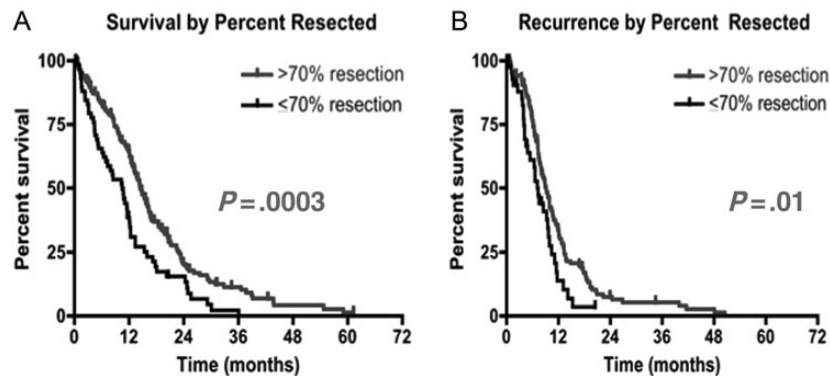 A
Survival by Percent Resected
Percent survival
100
75
50
25
0
>70% resection
≤70% resection
P=.0003
0 12 24 36 48 60 72
Time (months)
B
Recurrence by Percent Resected
Percent survival
100
75
50
25
0
>70% resection
≤70% resection
P=.01
0 12 24 36 48 60 72
Time (months)